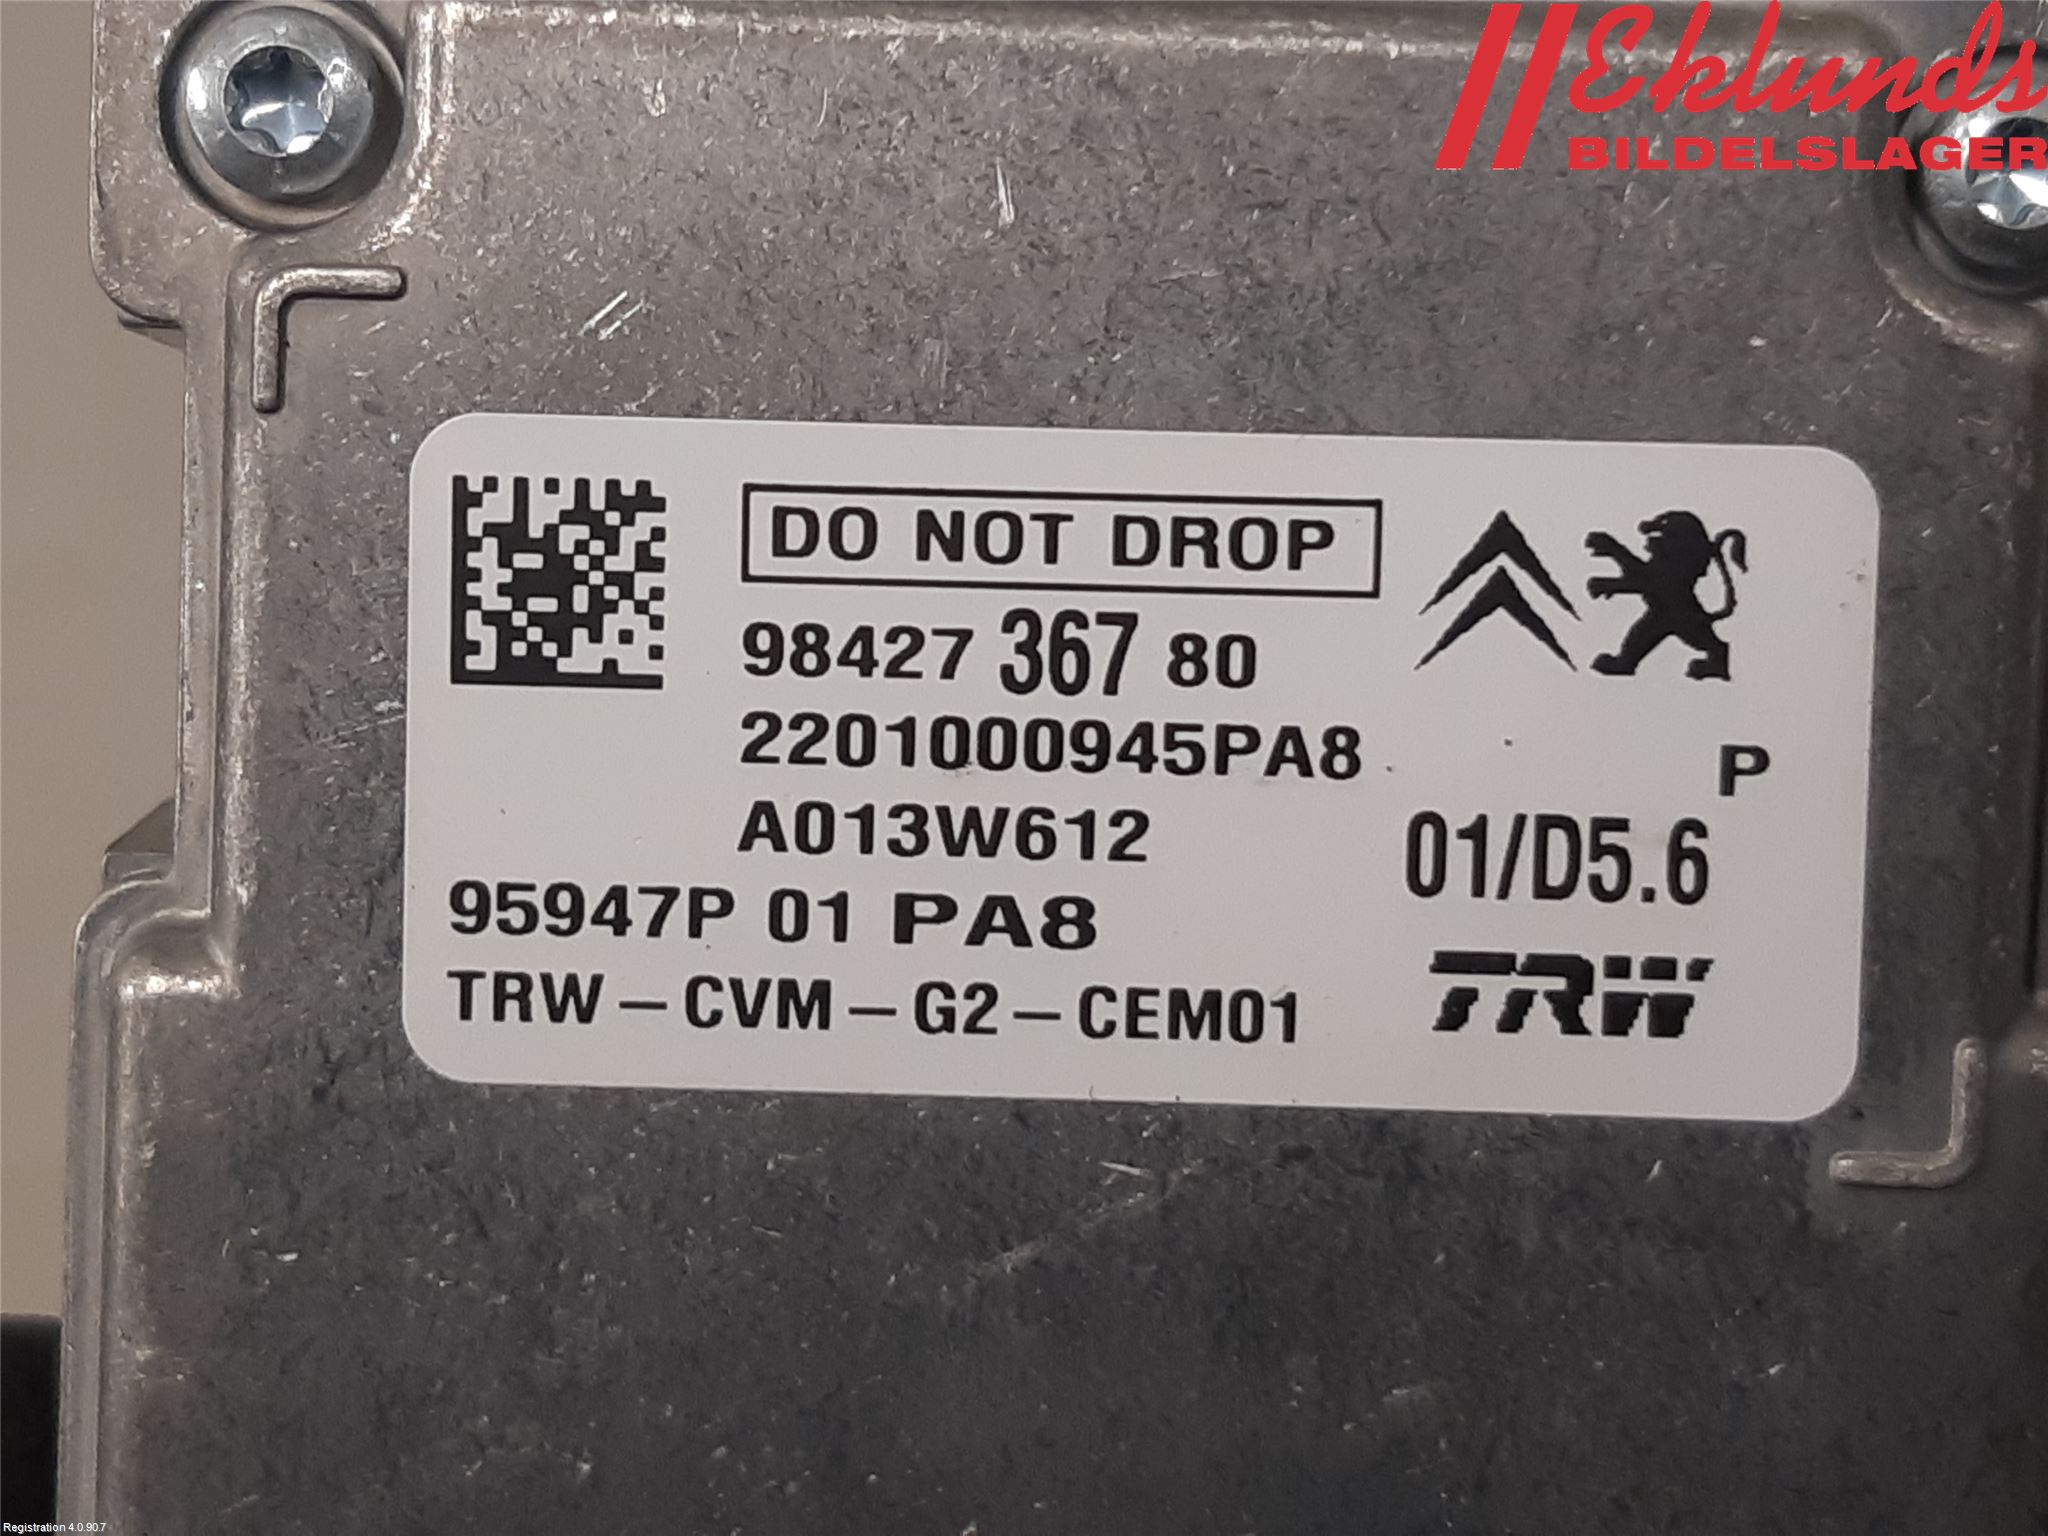 Eklunds
BILDELSLAGER
DO NOT DROP
98427 367 80
2201000945PA8
P
A013W612
01/D5.6
95947P 01 PA8
TRW-CVM-G2-CEM01
TRW
Registration 4.0.90.7